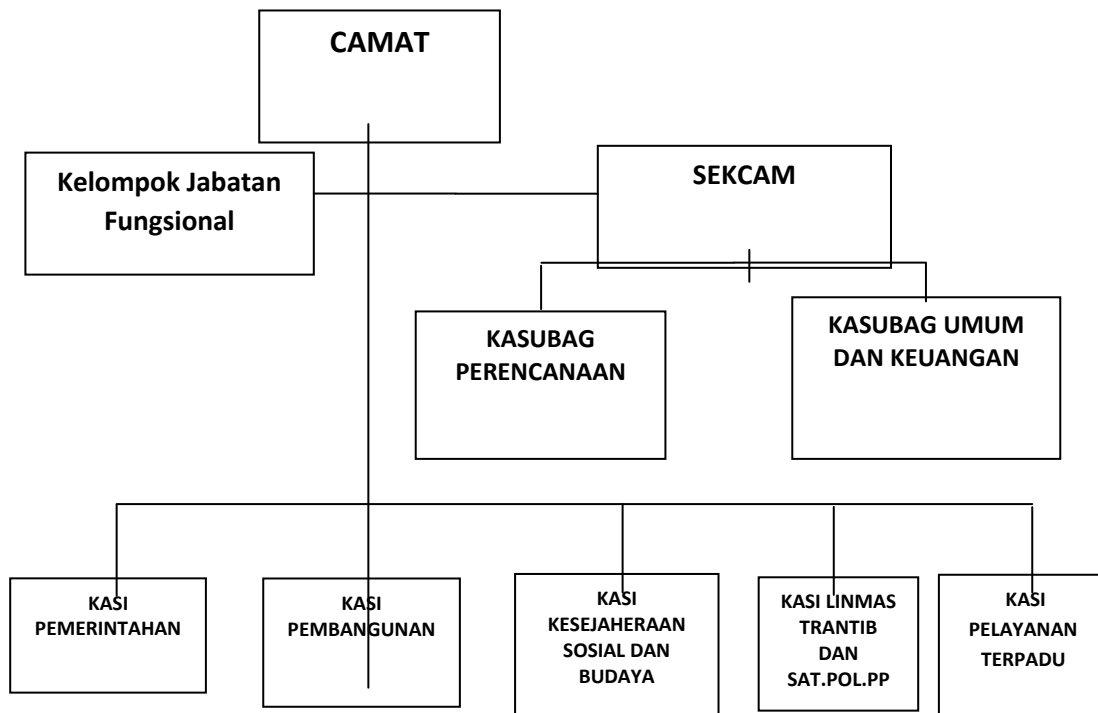 CAMAT
Kelompok Jabatan
Fungsional
SEKCAM
KASUBAG
PERENCANAAN
KASUBAG UMUM
DAN KEUANGAN
KASI
PEMERINTAHAN
KASI
PEMBANGUNAN
KASI
KESEJAHERAAN
SOSIAL DAN
BUDAYA
KASI LINMAS
TRANTIB
DAN
SAT.POL.PP
KASI
PELAYANAN
TERPADU